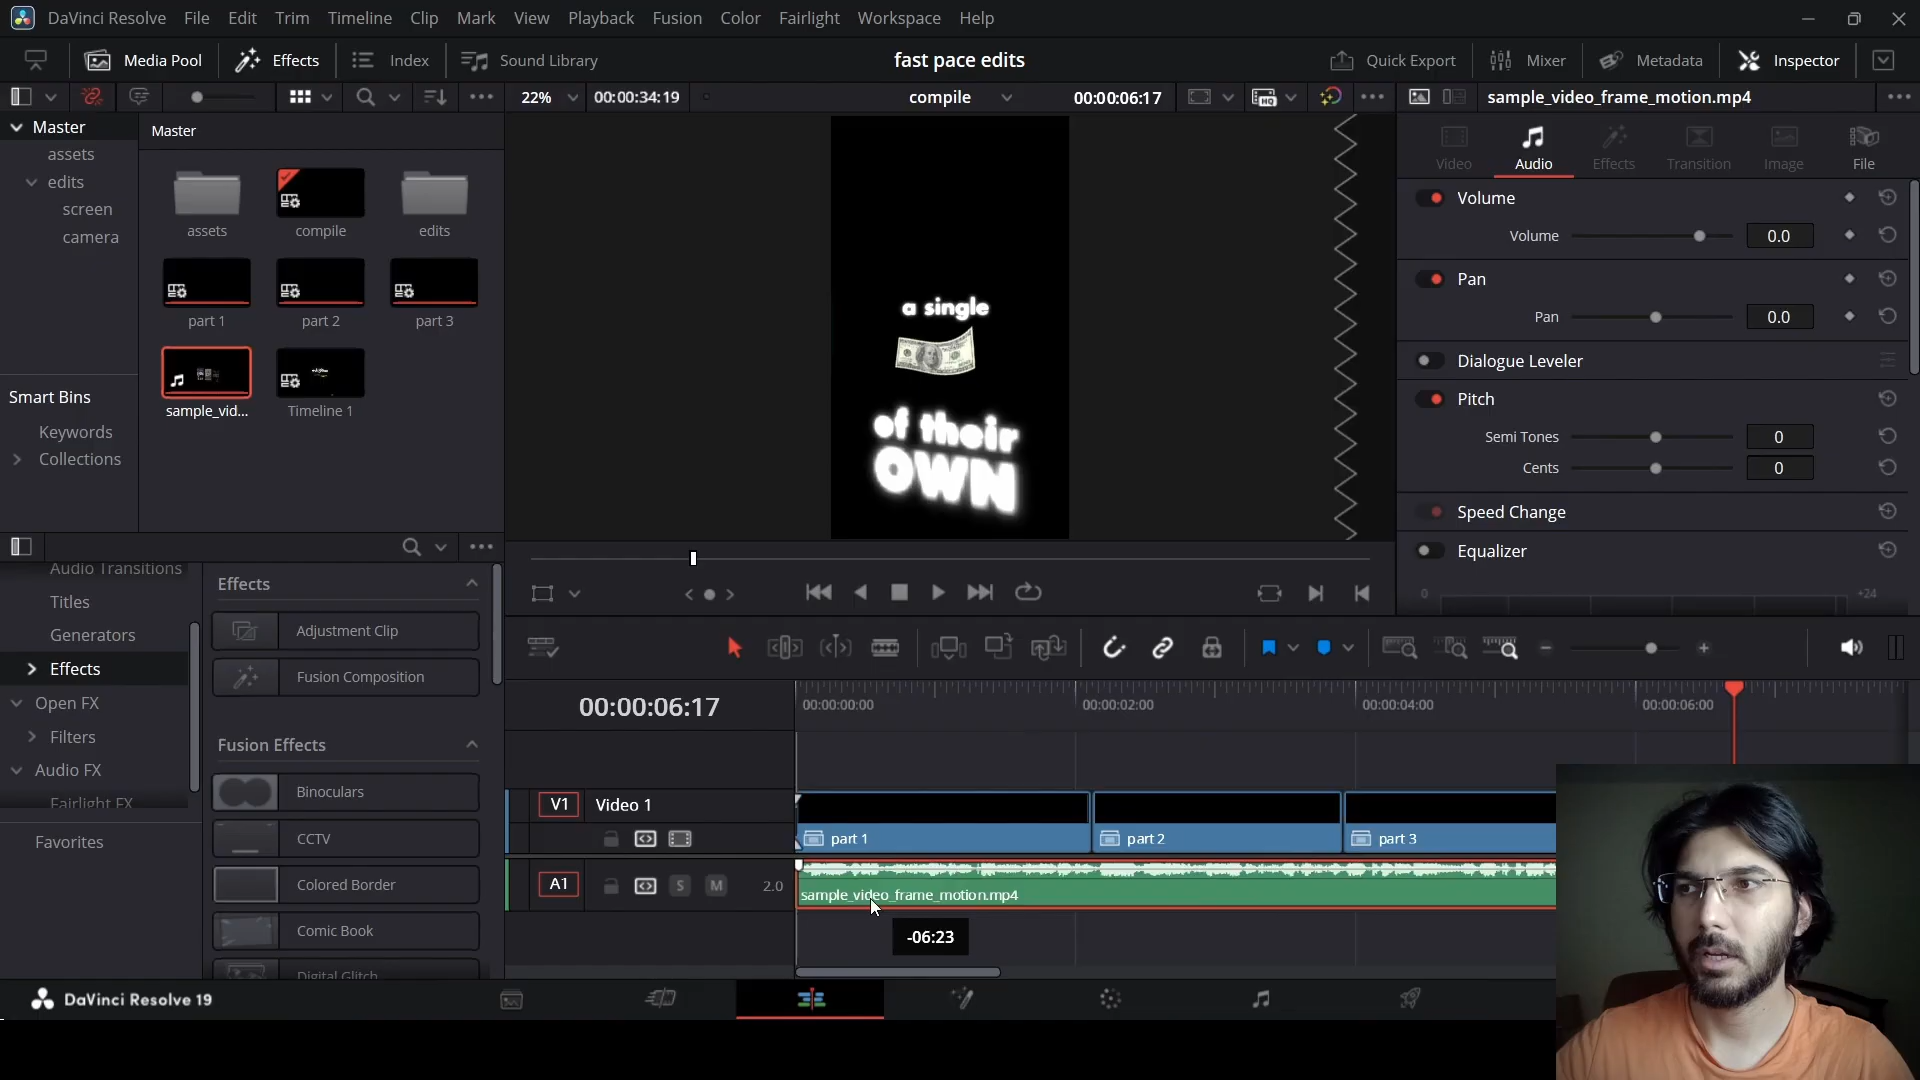 DaVinci Resolve File Edit Trim Timeline Clip Mark View Playback Fusion Color Fairlight Workspace Help
Media Pool Effects Index Sound Library fast pace edits Quick Export Mixer Metadata Inspector
22% 00:00:34:19 compile 00:00:06:17 HQ sample_video_frame_motion.mp4
Master
assets
edits
screen
camera
Master
assets compile edits
part 1 part 2 part 3
sample_vid... Timeline 1
Smart Bins
Keywords
Collections
a single
of their
OWN
Video Audio Effects Transition Image File
Volume
Volume 0.0
Pan
Pan 0.0
Dialogue Leveler
Pitch
Semi Tones 0
Cents 0
Speed Change
Equalizer
0 +24
Audio Transitions
Titles
Generators
Effects
Open FX
Filters
Audio FX
Fairlight FX
Favorites
Effects
Adjustment Clip
Fusion Composition
Fusion Effects
Binoculars
CCTV
Colored Border
Comic Book
Digital Glitch
00:00:06:17 00:00:00:00 00:00:02:00 00:00:04:00 00:00:06:00
V1 Video 1
part 1 part 2 part 3
A1 S M 2.0
sample_video_frame_motion.mp4
-06:23
DaVinci Resolve 19